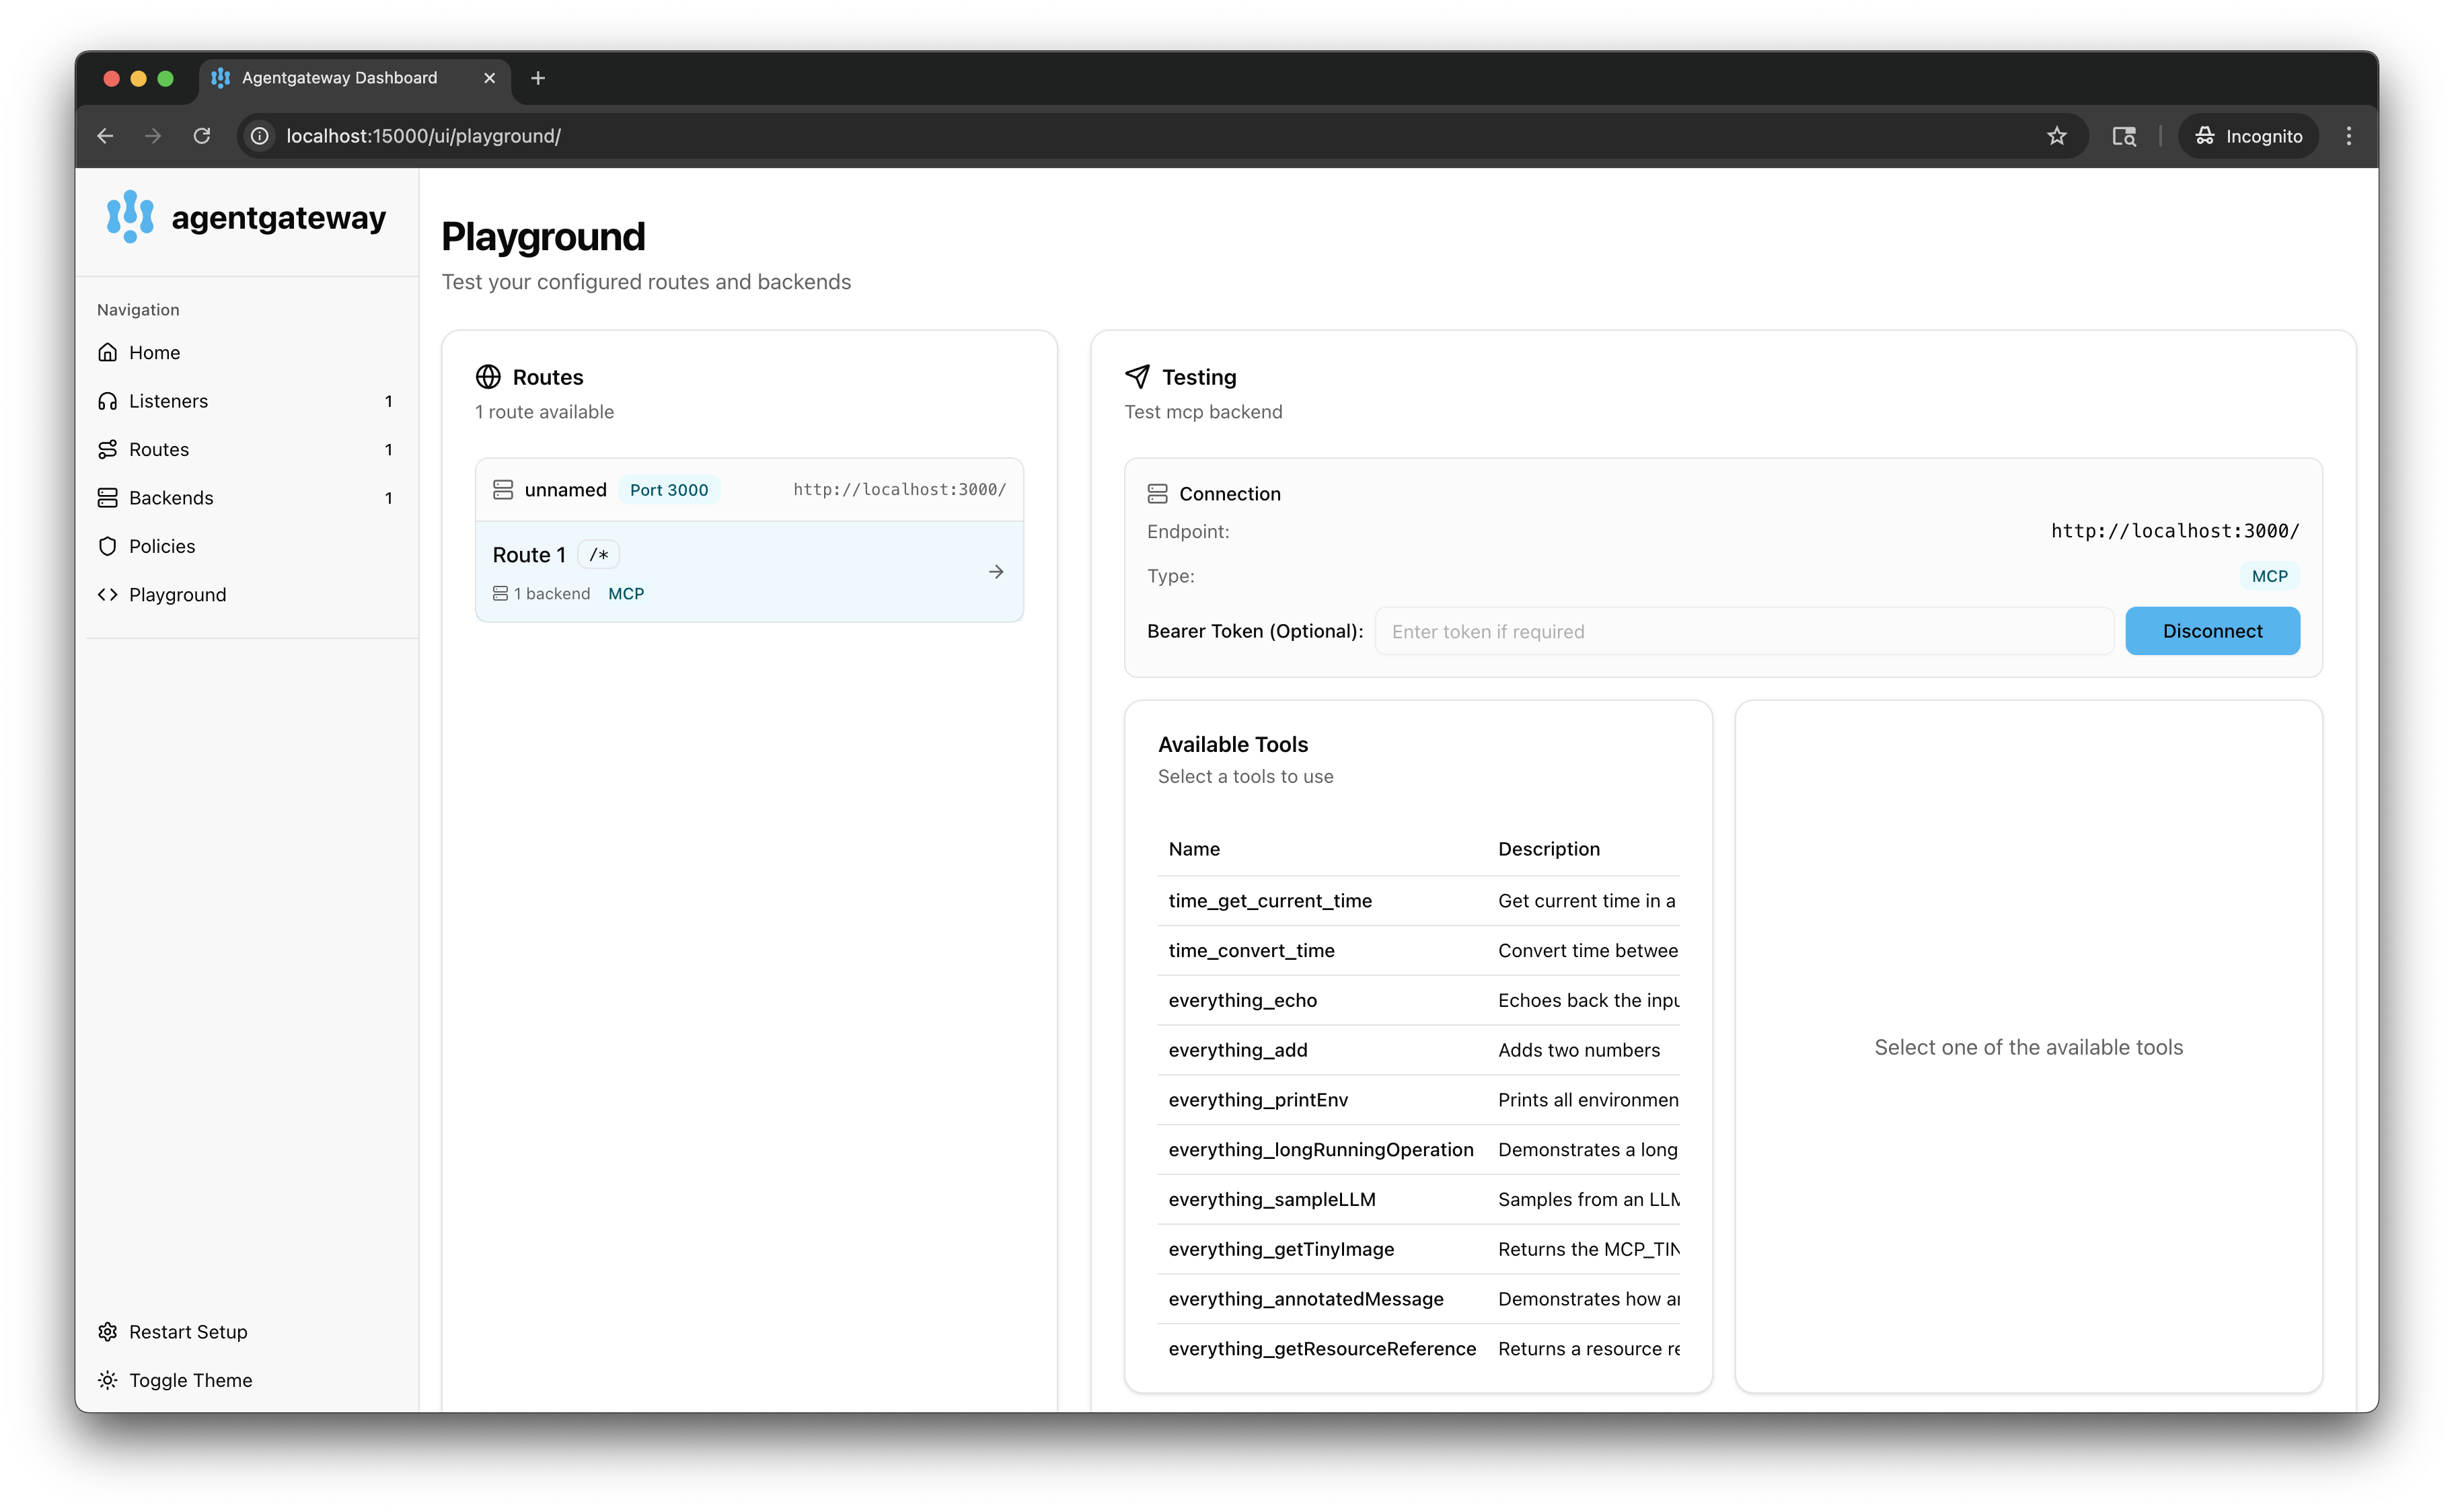 Agentgateway Dashboard
localhost:15000/ui/playground/
Incognito
agentgateway
Navigation
Home
Listeners 1
Routes 1
Backends 1
Policies
Playground
Restart Setup
Toggle Theme
Playground
Test your configured routes and backends
Routes
1 route available
unnamed Port 3000 http://localhost:3000/
Route 1 /*
1 backend MCP
Testing
Test mcp backend
Connection
Endpoint: http://localhost:3000/
Type: MCP
Bearer Token (Optional): Enter token if required Disconnect
Available Tools
Select a tools to use
Name Description
time_get_current_time Get current time in a
time_convert_time Convert time betwee
everything_echo Echoes back the inpu
everything_add Adds two numbers
everything_printEnv Prints all environmen
everything_longRunningOperation Demonstrates a long
everything_sampleLLM Samples from an LLM
everything_getTinyImage Returns the MCP_TIN
everything_annotatedMessage Demonstrates how an
everything_getResourceReference Returns a resource re
Select one of the available tools